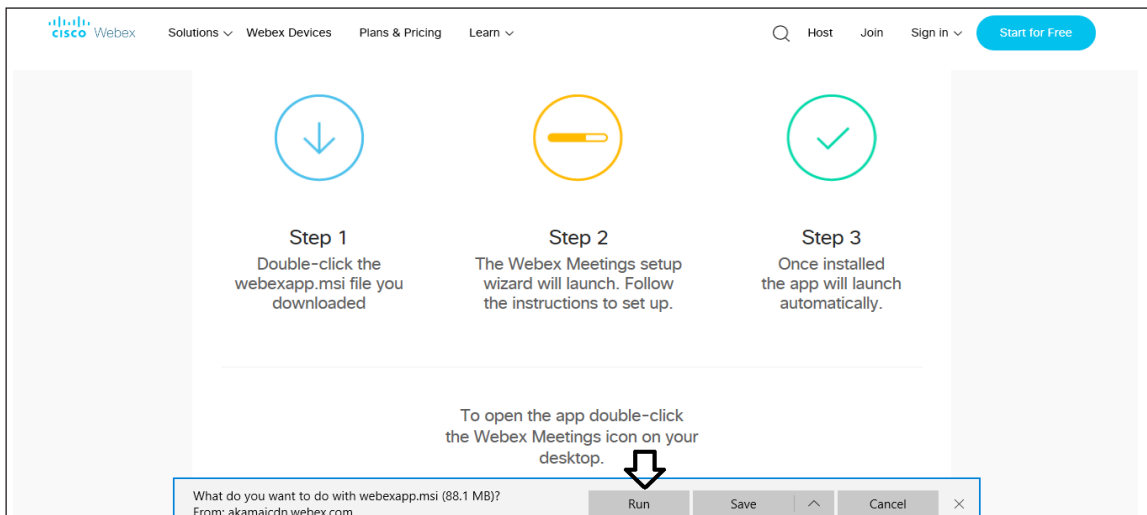 CISCO Webex Solutions Webex Devices Plans & Pricing Learn Host Join Sign in Start for Free
Step 1
Double-click the
webexapp.msi file you
downloaded
Step 2
The Webex Meetings setup
wizard will launch. Follow
the instructions to set up.
Step 3
Once installed
the app will launch
automatically.
To open the app double-click
the Webex Meetings icon on your
desktop.
What do you want to do with webexapp.msi (88.1 MB)?
From: akamaicdn.webex.com
Run Save Cancel